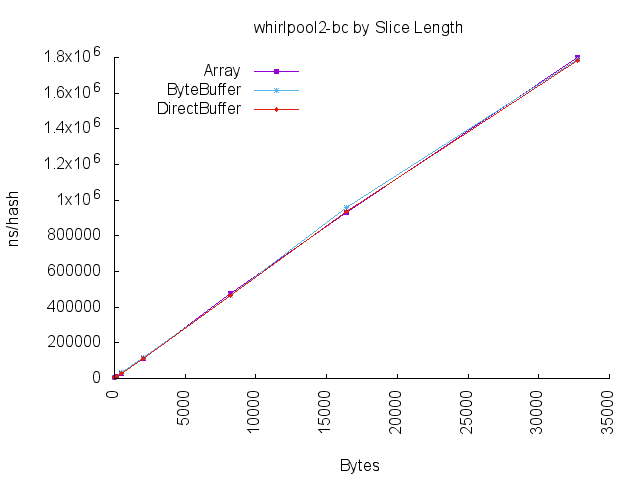 whirlpool2-bc by Slice Length
1.8x10^6
1.6x10^6
1.4x10^6
1.2x10^6
1x10^6
800000
600000
400000
200000
0
ns/hash
Array
ByteBuffer
DirectBuffer
0
5000
10000
15000
20000
25000
30000
35000
Bytes